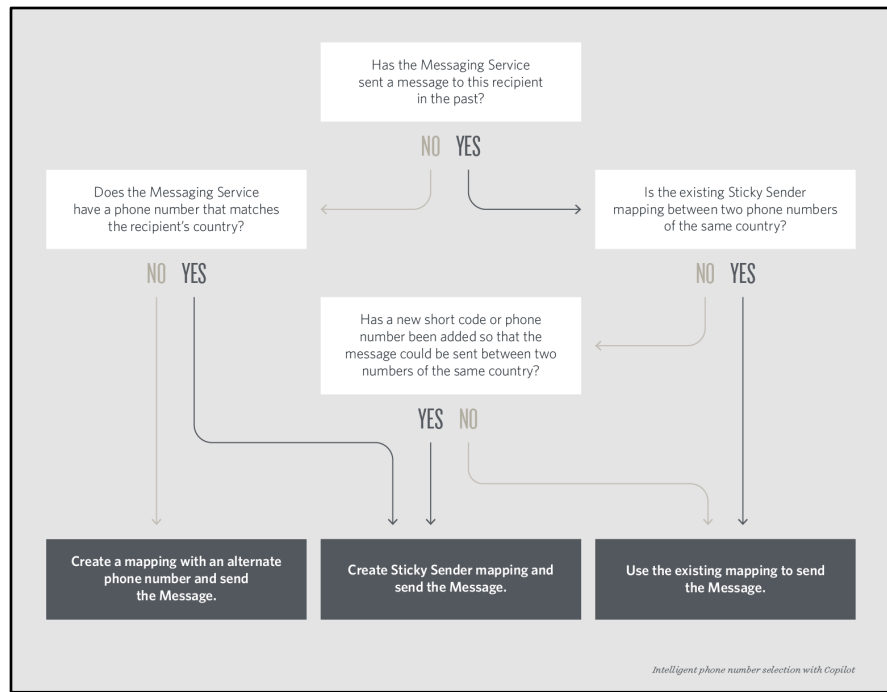 Has the Messaging Service
sent a message to this recipient
in the past?
NO YES
Does the Messaging Service
have a phone number that matches
the recipient's country?
Is the existing Sticky Sender
mapping between two phone numbers
of the same country?
NO YES
NO YES
Has a new short code or phone
number been added so that the
message could be sent between two
numbers of the same country?
YES NO
Create a mapping with an alternate
phone number and send
the Message.
Create Sticky Sender mapping and
send the Message.
Use the existing mapping to send
the Message.
Intelligent phone number selection with Copilot